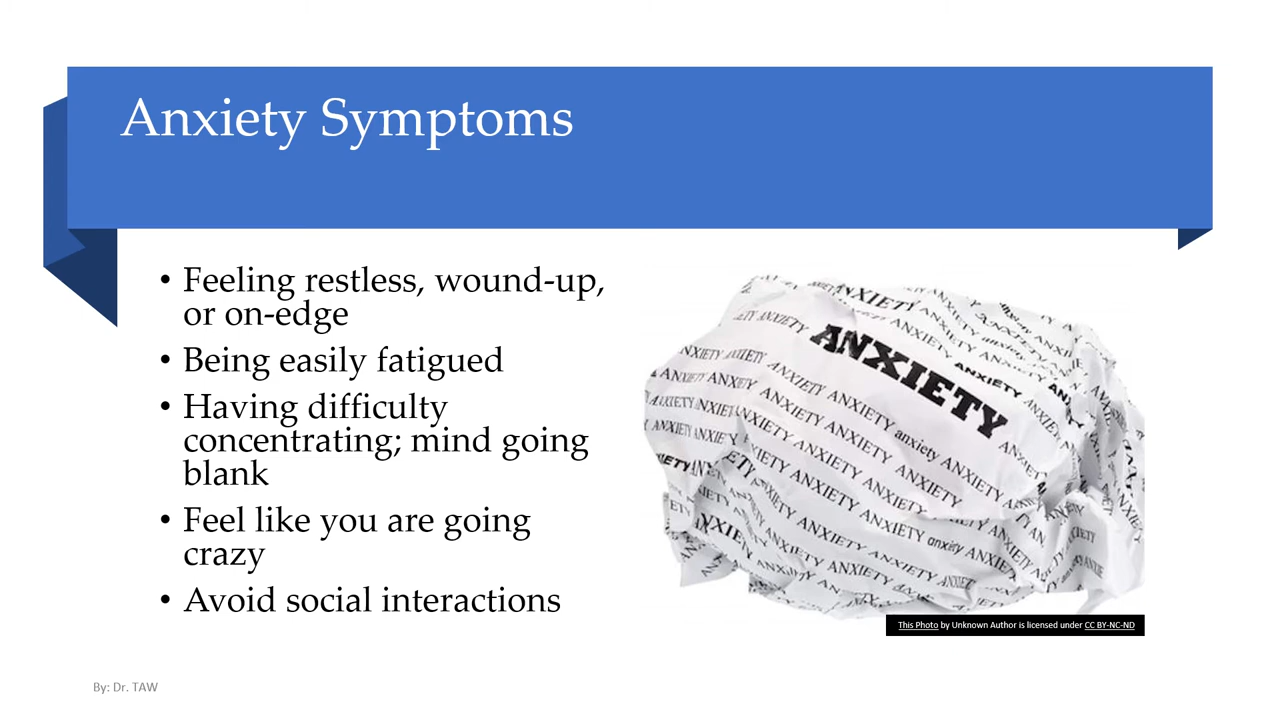 Anxiety Symptoms
• Feeling restless, wound-up,
or on-edge
• Being easily fatigued
• Having difficulty
concentrating; mind going
blank
• Feel like you are going
crazy
• Avoid social interactions
ANXIETY
This Photo by Unknown Author is licensed under CC BY-NC-ND
By: Dr. TAW